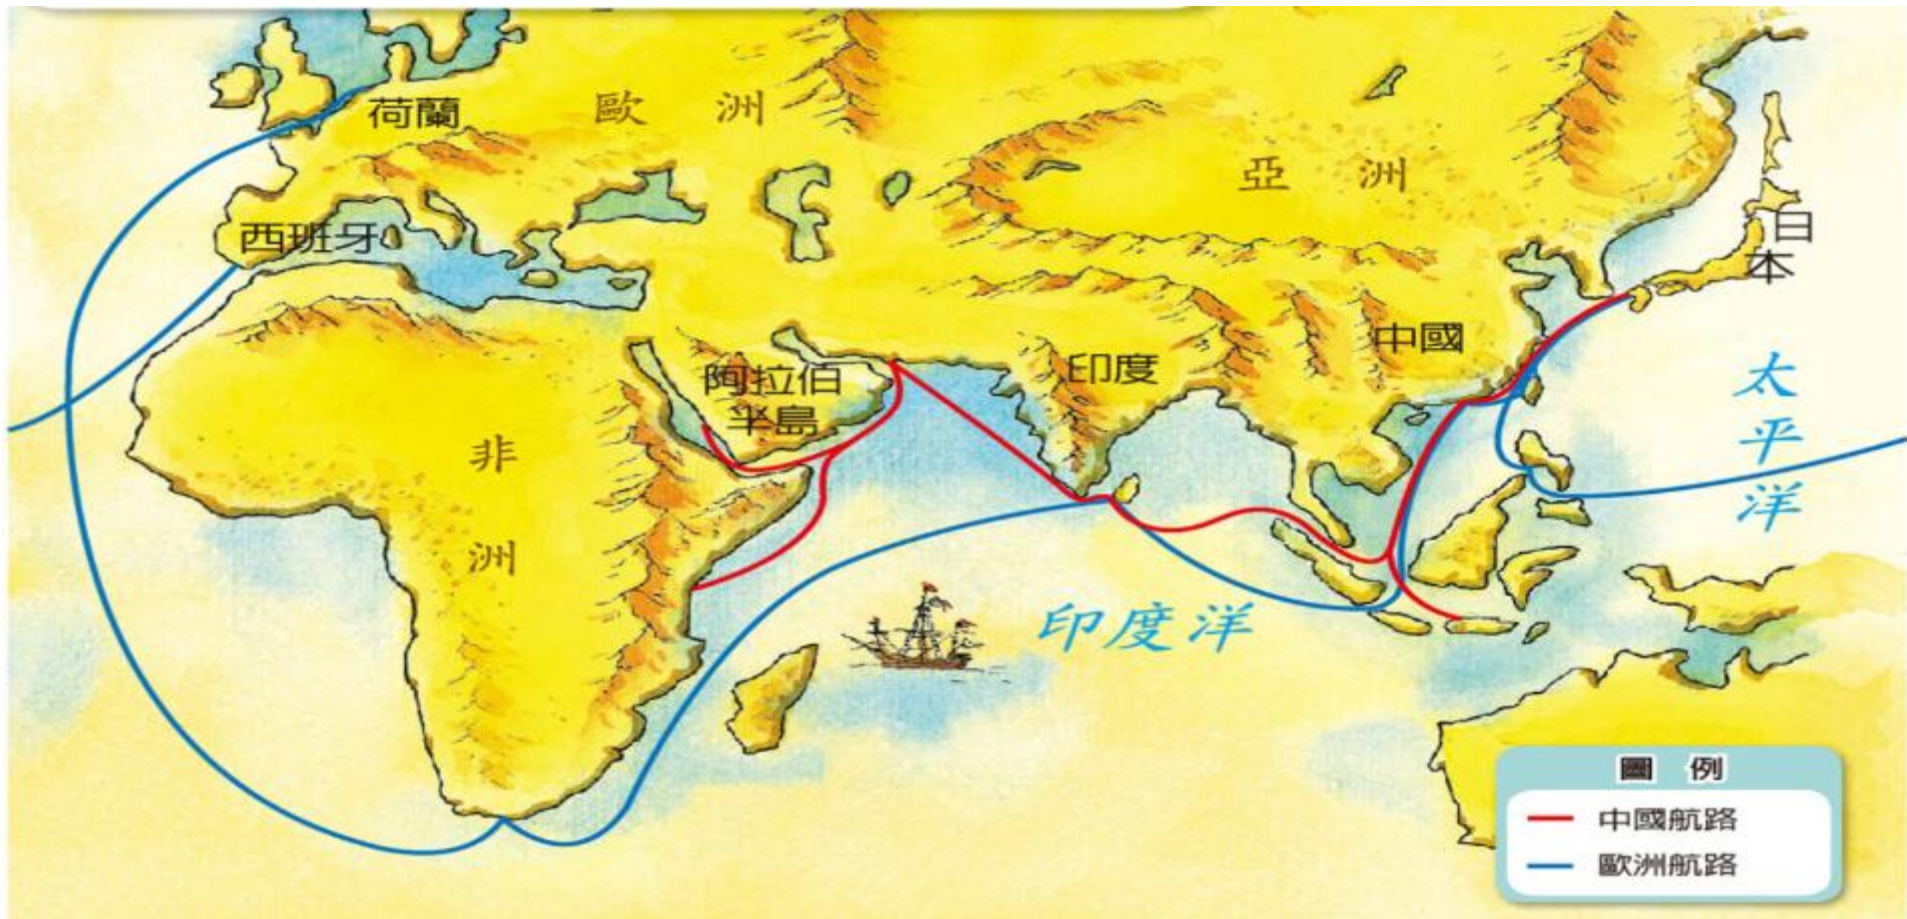 荷蘭
歐洲
亞洲
西班牙
日本
中國
印度
阿拉伯
半島
太平洋
非洲
印度洋
圖例
中國航路
歐洲航路